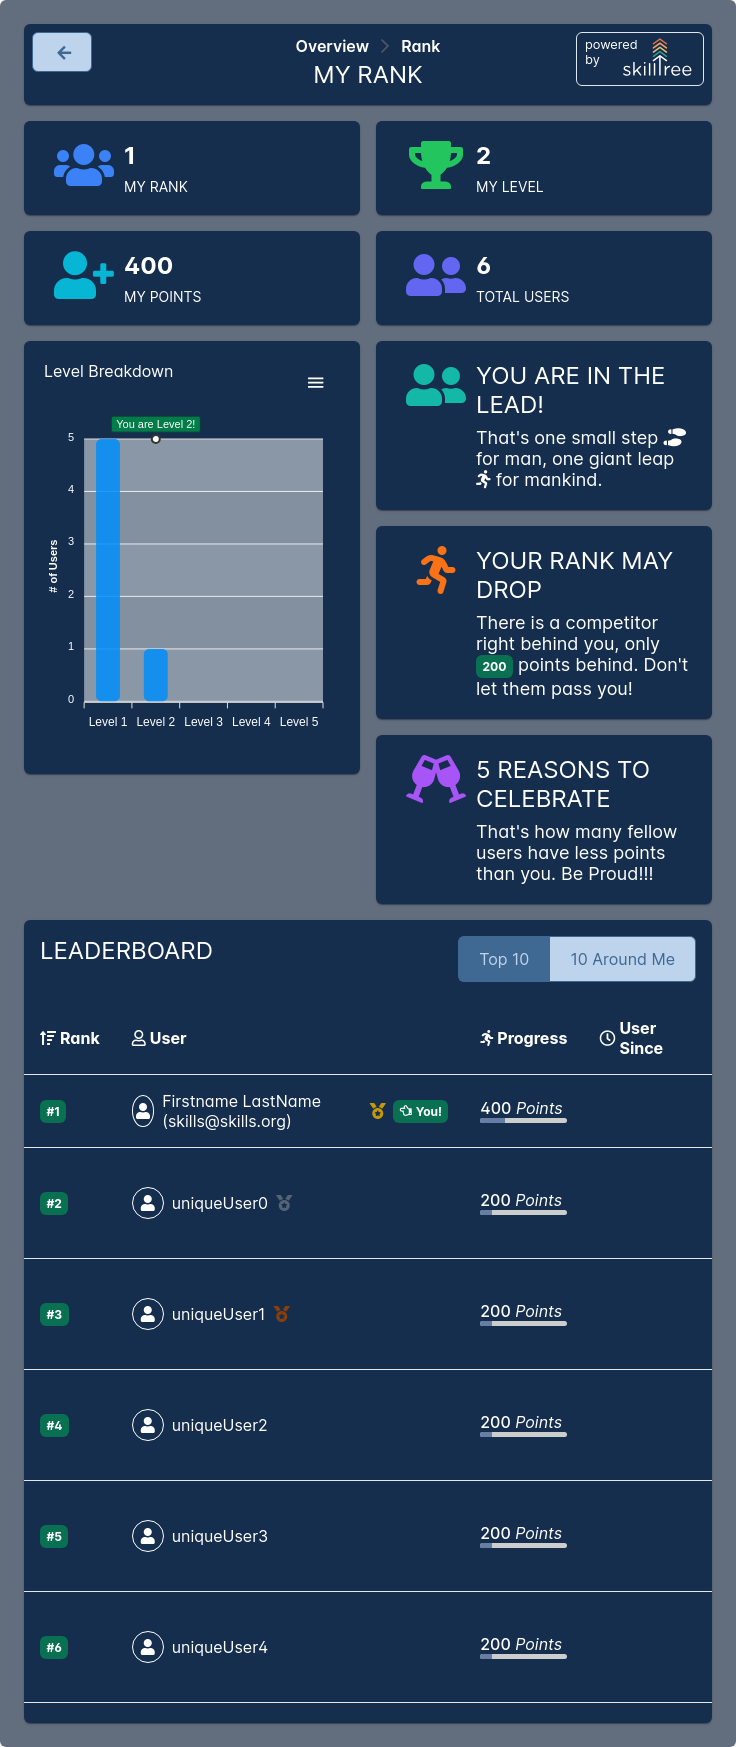 Overview > Rank
MY RANK
powered
by
skilltree
1
MY RANK
2
MY LEVEL
400
MY POINTS
6
TOTAL USERS
Level Breakdown
You are Level 2!
5
4
3
2
1
0
# of Users
Level 1 Level 2 Level 3 Level 4 Level 5
YOU ARE IN THE
LEAD!
That's one small step
for man, one giant leap
for mankind.
YOUR RANK MAY
DROP
There is a competitor
right behind you, only
200 points behind. Don't
let them pass you!
5 REASONS TO
CELEBRATE
That's how many fellow
users have less points
than you. Be Proud!!!
LEADERBOARD
Top 10 10 Around Me
Rank User Progress User
Since
#1 Firstname LastName
(skills@skills.org) You! 400 Points
#2 uniqueUser0 200 Points
#3 uniqueUser1 200 Points
#4 uniqueUser2 200 Points
#5 uniqueUser3 200 Points
#6 uniqueUser4 200 Points